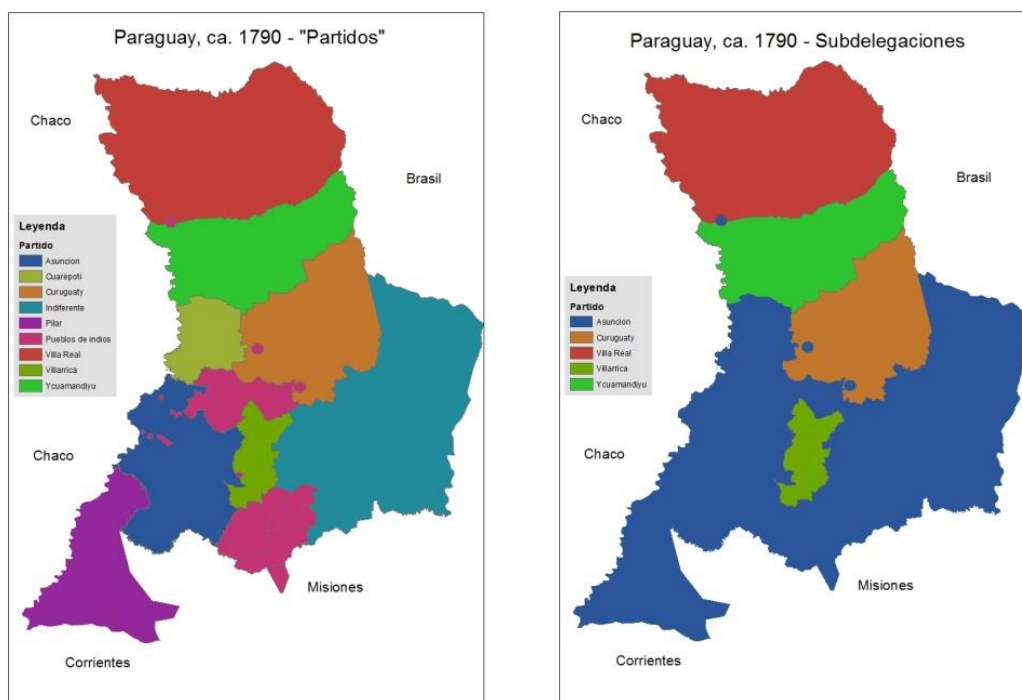 Paraguay, ca. 1790 - "Partidos"
Chaco
Brasil
Leyenda
Partido
Asuncion
Cuarepoti
Curuguaty
Indiferente
Pilar
Pueblos de indios
Villa Real
Villarrica
Ycuamandiyu
Chaco
Misiones
Corrientes
Paraguay, ca. 1790 - Subdelegaciones
Chaco
Brasil
Leyenda
Partido
Asuncion
Curuguaty
Villa Real
Villarrica
Ycuamandiyu
Chaco
Misiones
Corrientes